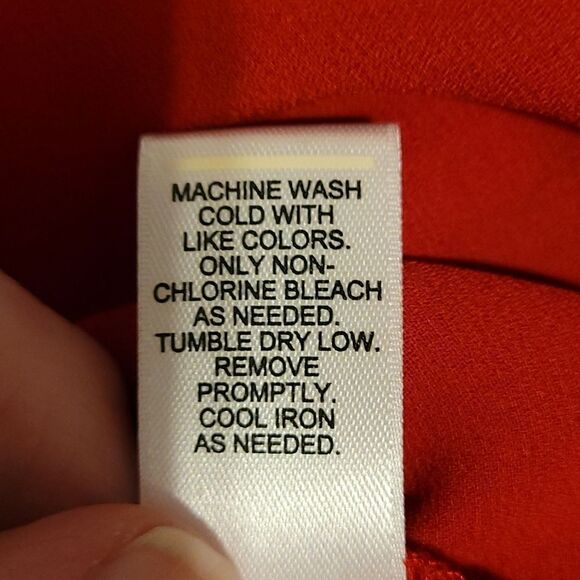 MACHINE WASH
COLD WITH
LIKE COLORS.
ONLY NON-
CHLORINE BLEACH
AS NEEDED.
TUMBLE DRY LOW.
REMOVE
PROMPTLY.
COOL IRON
AS NEEDED.